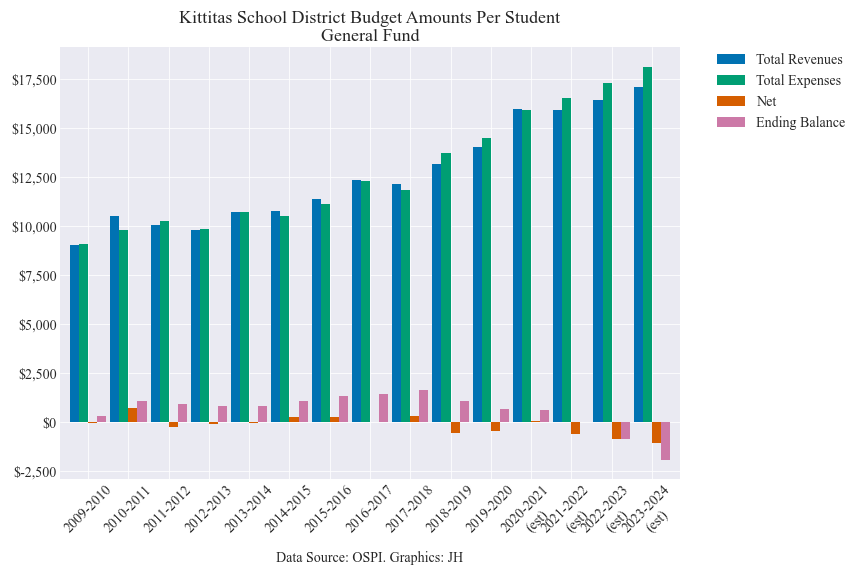 Kittitas School District Budget Amounts Per Student
General Fund
Total Revenues
Total Expenses
Net
Ending Balance
$17,500
$15,000
$12,500
$10,000
$7,500
$5,000
$2,500
$0
$-2,500
2009-2010
2010-2011
2011-2012
2012-2013
2013-2014
2014-2015
2015-2016
2016-2017
2017-2018
2018-2019
2019-2020
2020-2021
(est)
2021-2022
(est)
2022-2023
(est)
2023-2024
(est)
Data Source: OSPI. Graphics: JH